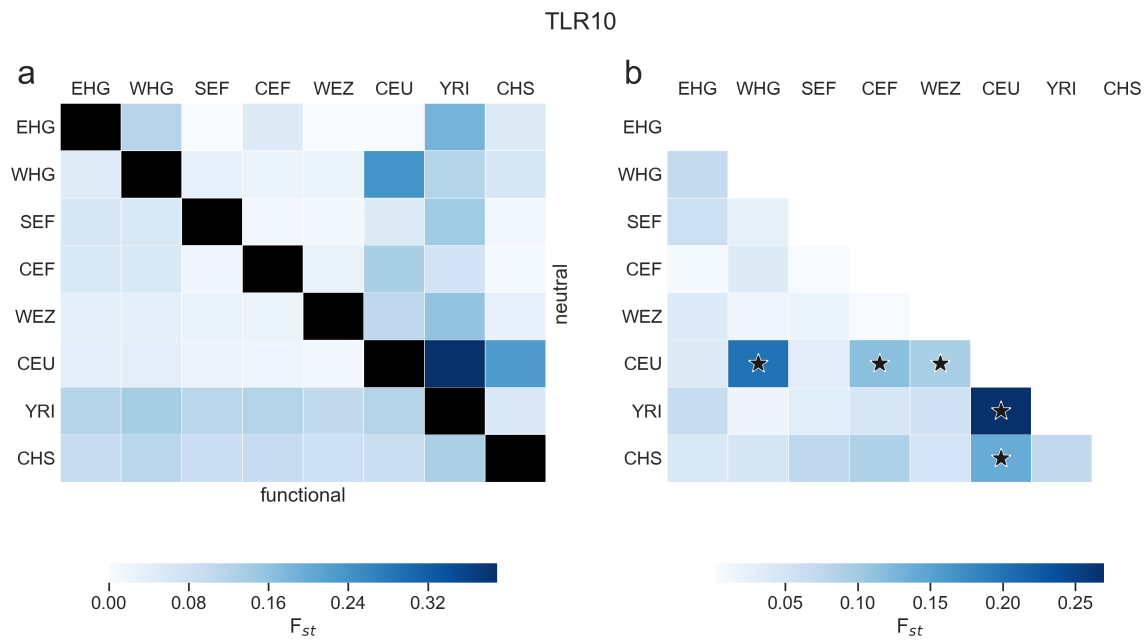 TLR10
a
EHG WHG SEF CEF WEZ CEU YRI CHS
EHG
WHG
SEF
CEF
WEZ
CEU
YRI
CHS
functional
neutral
0.00 0.08 0.16 0.24 0.32
Fst
b
EHG WHG SEF CEF WEZ CEU YRI CHS
EHG
WHG
SEF
CEF
WEZ
CEU
YRI
CHS
0.05 0.10 0.15 0.20 0.25
Fst